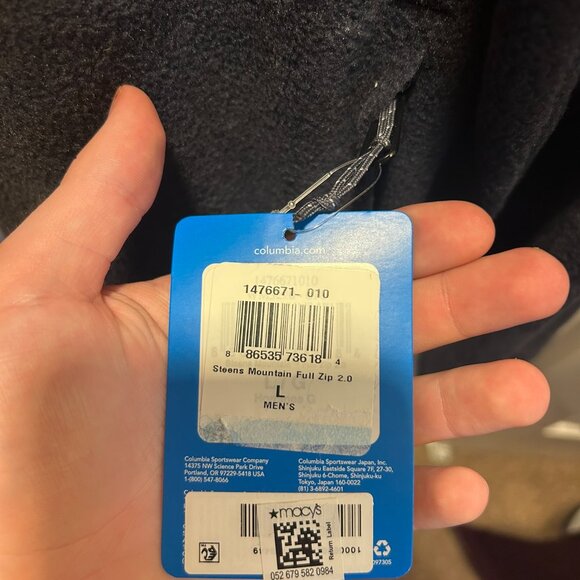 columbia.com
1476671010
1476671- 010
8 86535 73618 4
Steens Mountain Full Zip 2.0
L
MEN'S
Columbia Sportswear Company
14375 NW Science Park Drive
Portland, OR 97229-5418 USA
1-(800) 547-8066
Columbia Sportswear Japan, Inc.
Shinjuku Eastside Square 7F, 27-30,
Shinjuku 6-Chome, Shinjuku-ku
Tokyo, Japan 160-0022
(81) 3-6892-4601
★macy's
Return Label
052 679 582 0984
097305